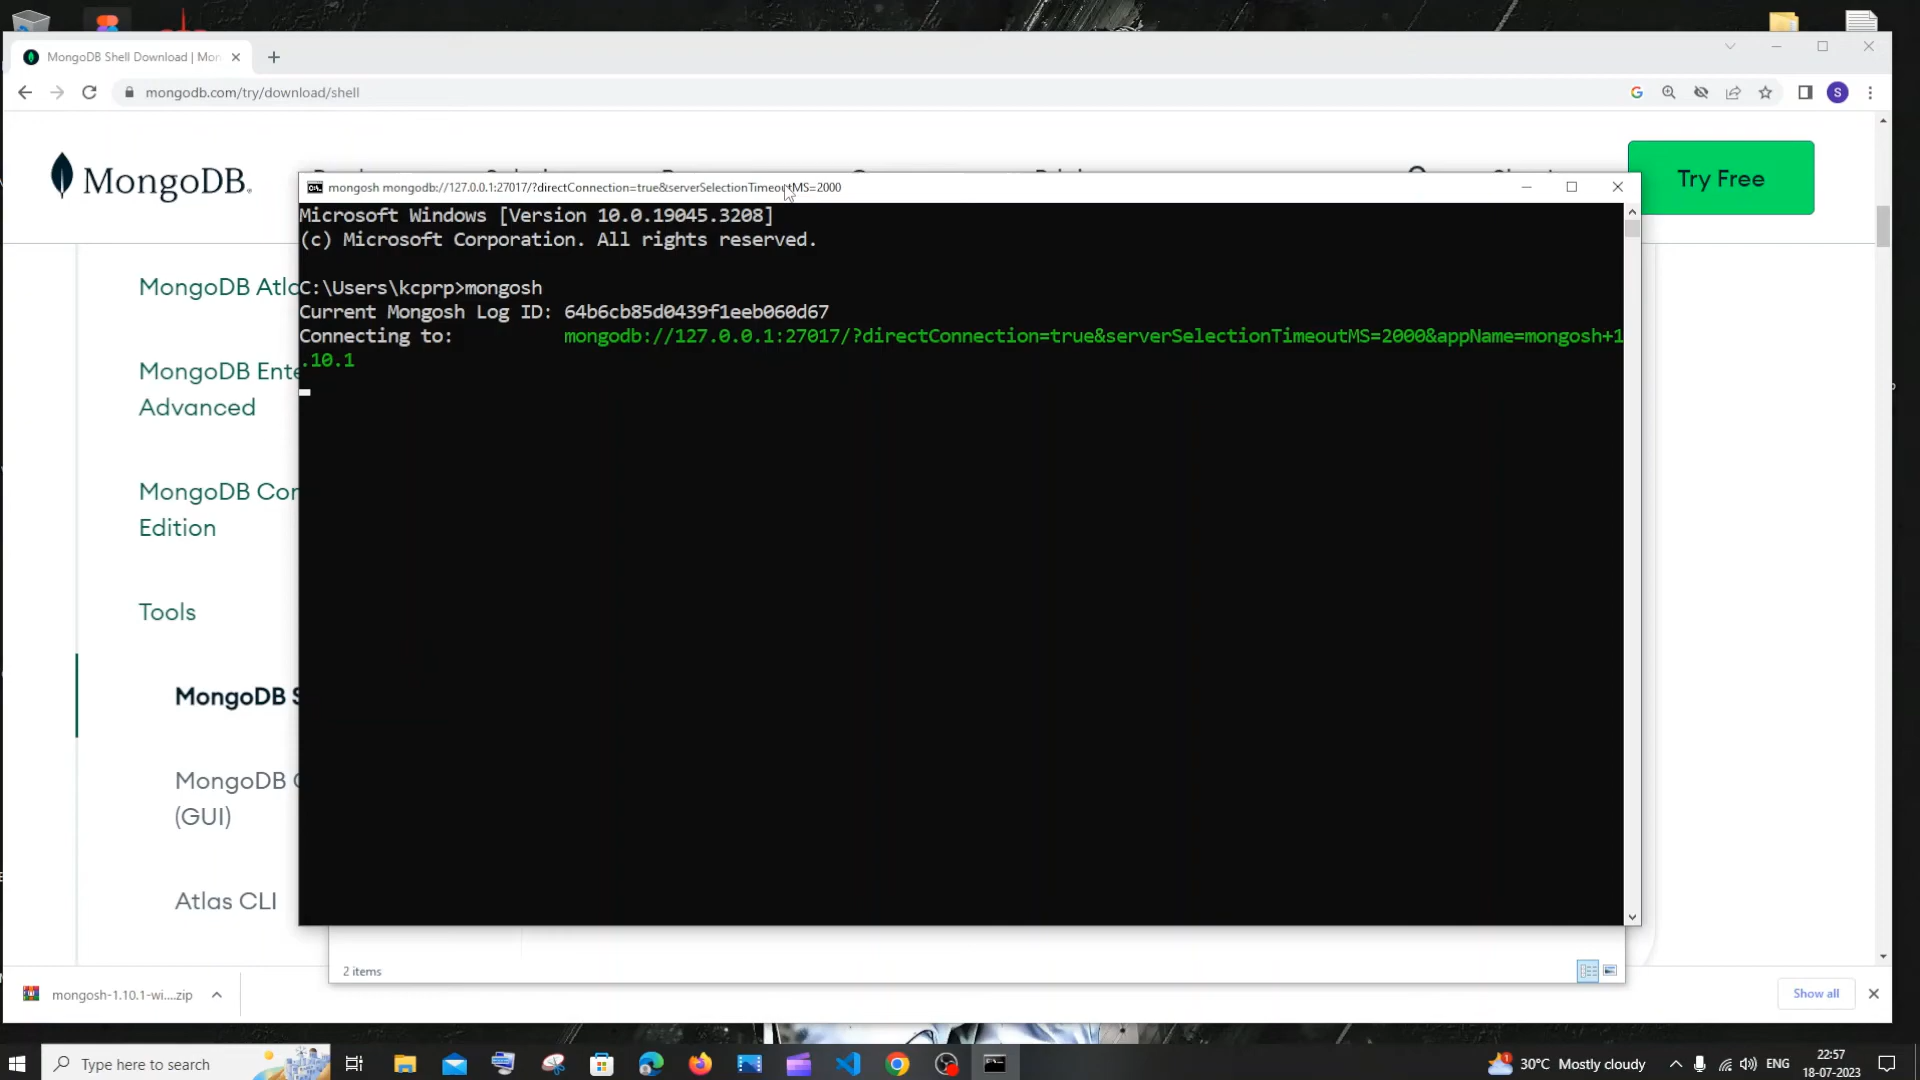 MongoDB Shell Download | Mon
mongodb.com/try/download/shell
S
MongoDB.
Try Free
mongosh mongodb://127.0.0.1:27017/?directConnection=true&serverSelectionTimeoutMS=2000
Microsoft Windows [Version 10.0.19045.3208]
(c) Microsoft Corporation. All rights reserved.
C:\Users\kcprp>mongosh
Current Mongosh Log ID: 64b6cb85d0439f1eeb060d67
Connecting to: mongodb://127.0.0.1:27017/?directConnection=true&serverSelectionTimeoutMS=2000&appName=mongosh+1
.10.1
MongoDB Atla
MongoDB Ente
Advanced
MongoDB Con
Edition
Tools
MongoDB S
MongoDB C
(GUI)
Atlas CLI
2 items
mongosh-1.10.1-wi....zip
Show all
Type here to search
30°C Mostly cloudy
ENG
22:57
18-07-2023